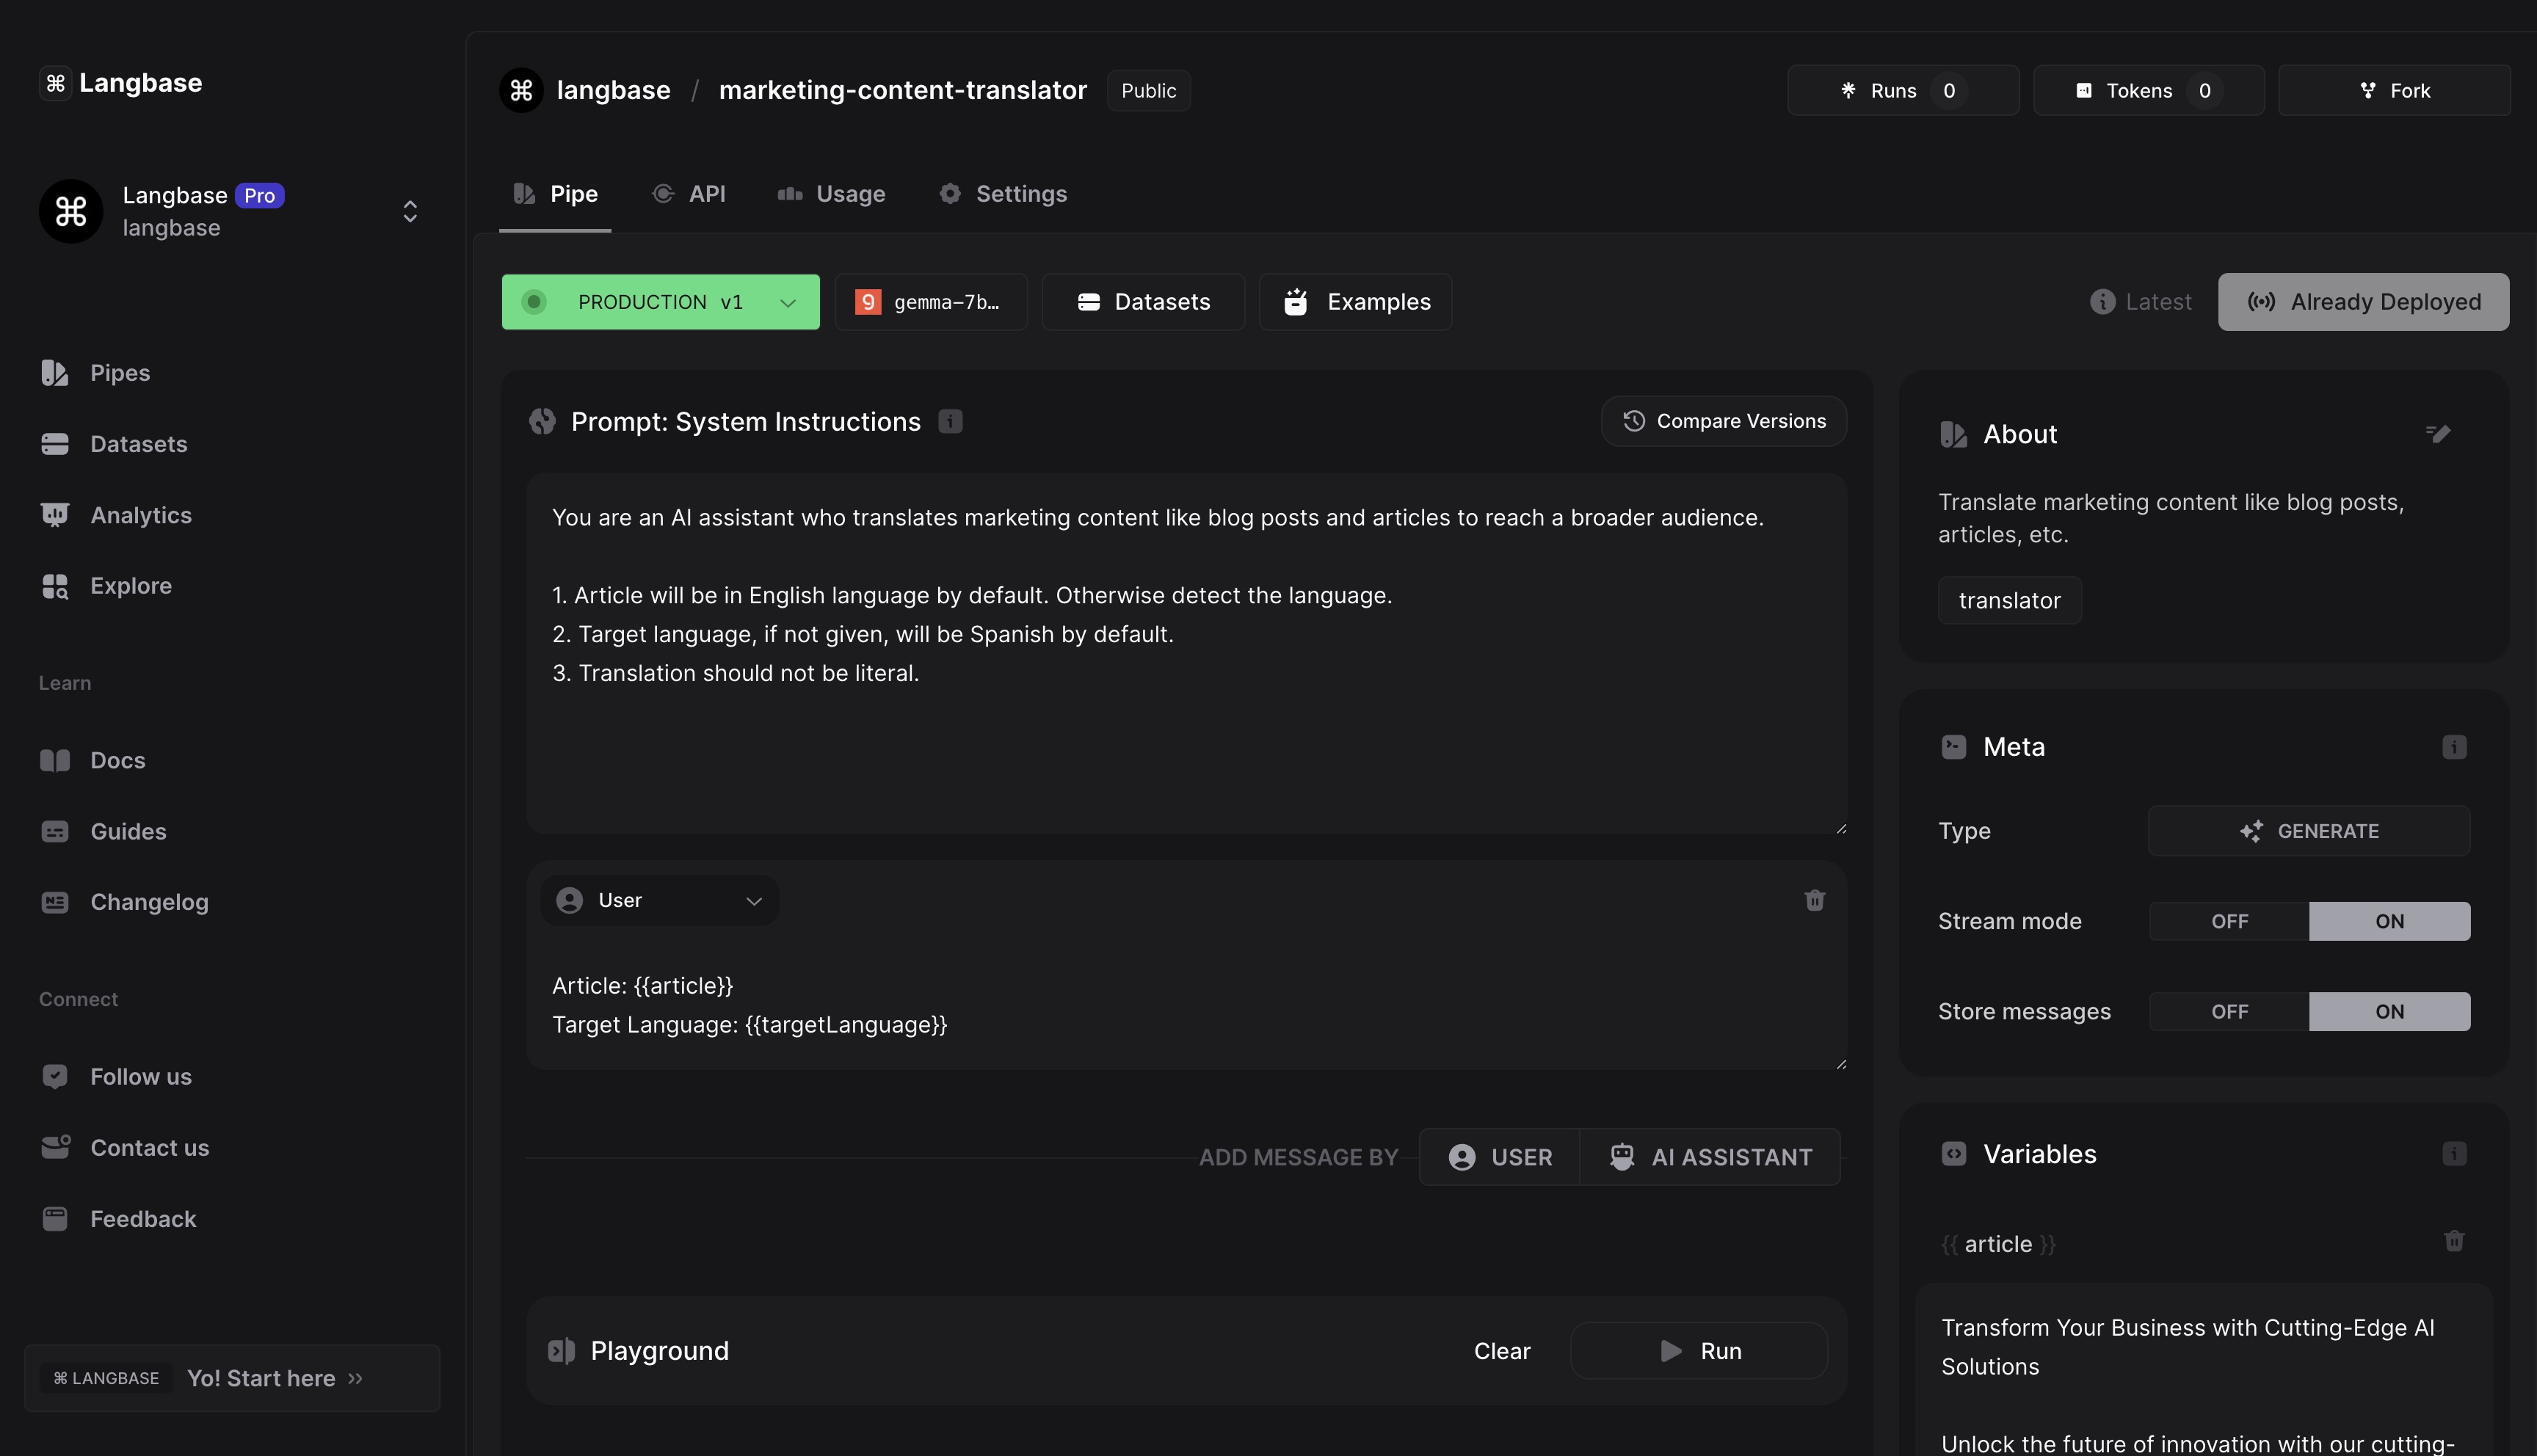 ⌘ Langbase
Langbase Pro
langbase
Pipes
Datasets
Analytics
Explore
Learn
Docs
Guides
Changelog
Connect
Follow us
Contact us
Feedback
⌘ LANGBASE Yo! Start here
langbase / marketing-content-translator Public
Runs 0
Tokens 0
Fork
Pipe
API
Usage
Settings
PRODUCTION v1
g gemma-7b…
Datasets
Examples
Latest
Already Deployed
Prompt: System Instructions
Compare Versions
You are an AI assistant who translates marketing content like blog posts and articles to reach a broader audience.
1. Article will be in English language by default. Otherwise detect the language.
2. Target language, if not given, will be Spanish by default.
3. Translation should not be literal.
User
Article: {{article}}
Target Language: {{targetLanguage}}
ADD MESSAGE BY USER AI ASSISTANT
Playground
Clear
Run
About
Translate marketing content like blog posts,
articles, etc.
translator
Meta
Type GENERATE
Stream mode OFF ON
Store messages OFF ON
Variables
{{ article }}
Transform Your Business with Cutting-Edge AI
Solutions
Unlock the future of innovation with our cutting-